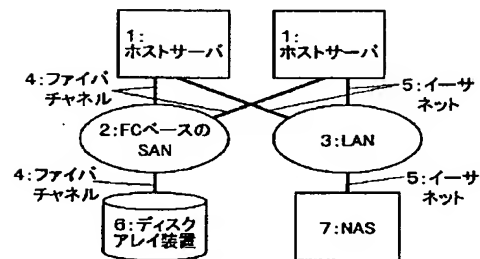 1:
ホストサーバ
1:
ホストサーバ
4:ファイバ
チャネル
5:イーサ
ネット
2:FCベースの
SAN
3:LAN
4:ファイバ
チャネル
5:イーサ
ネット
6:ディスク
アレイ装置
7:NAS